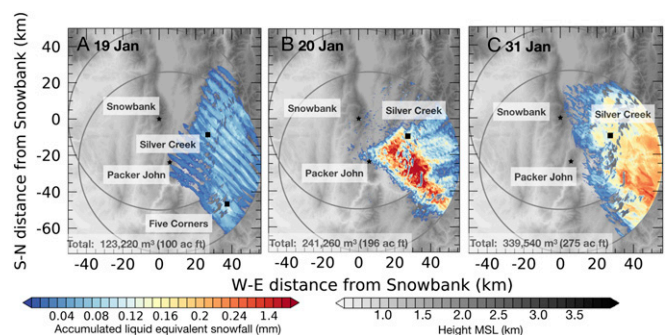 A 19 Jan
B 20 Jan
C 31 Jan
S-N distance from Snowbank (km)
40
20
0
-20
-40
-60
Snowbank
Silver Creek
Packer John
Five Corners
Total: 123,220 m³ (100 ac ft)
Snowbank
Silver Creek
Packer John
Total: 241,260 m³ (196 ac ft)
Snowbank
Silver Creek
Packer John
Total: 339,540 m³ (275 ac ft)
-40 -20 0 20 40
-40 -20 0 20 40
-40 -20 0 20 40
W-E distance from Snowbank (km)
0.04 0.08 0.12 0.16 0.2 0.24 1.4
Accumulated liquid equivalent snowfall (mm)
1.0 1.5 2.0 2.5 3.0 3.5
Height MSL (km)